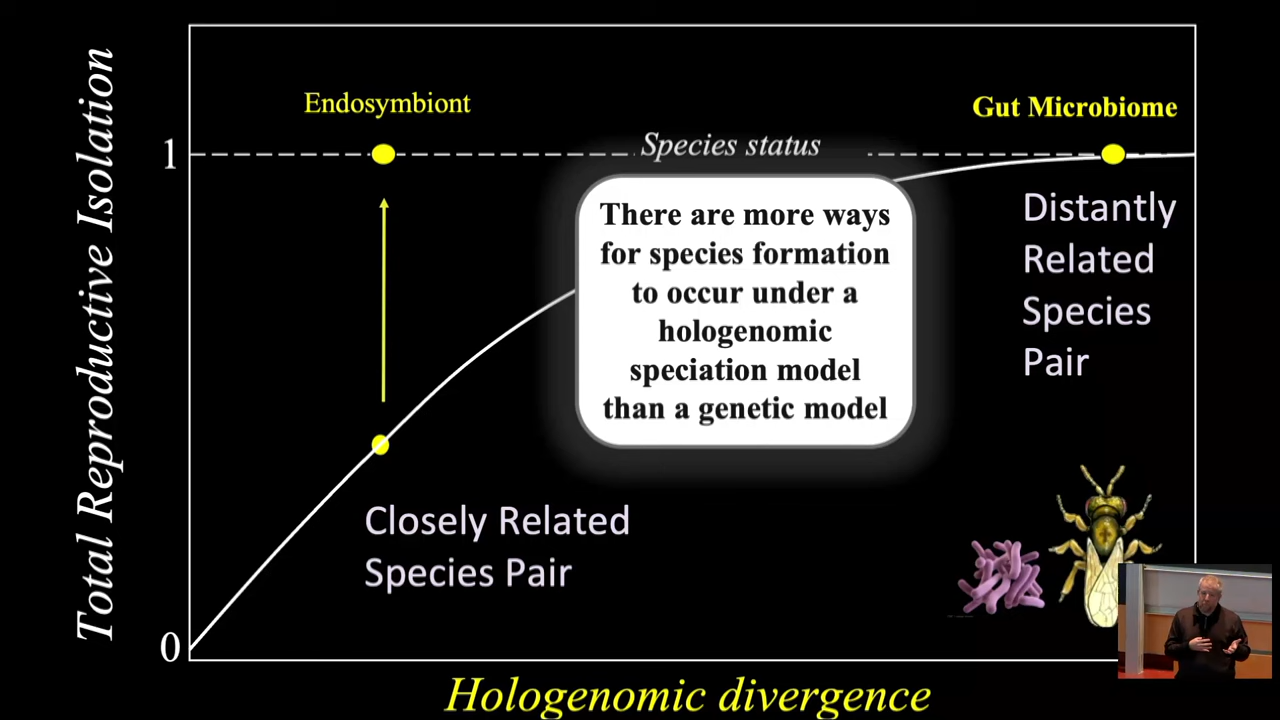 Total Reproductive Isolation
Endosymbiont
Gut Microbiome
1
Species status
There are more ways
for species formation
to occur under a
hologenomic
speciation model
than a genetic model
Distantly
Related
Species
Pair
Closely Related
Species Pair
0
Hologenomic divergence